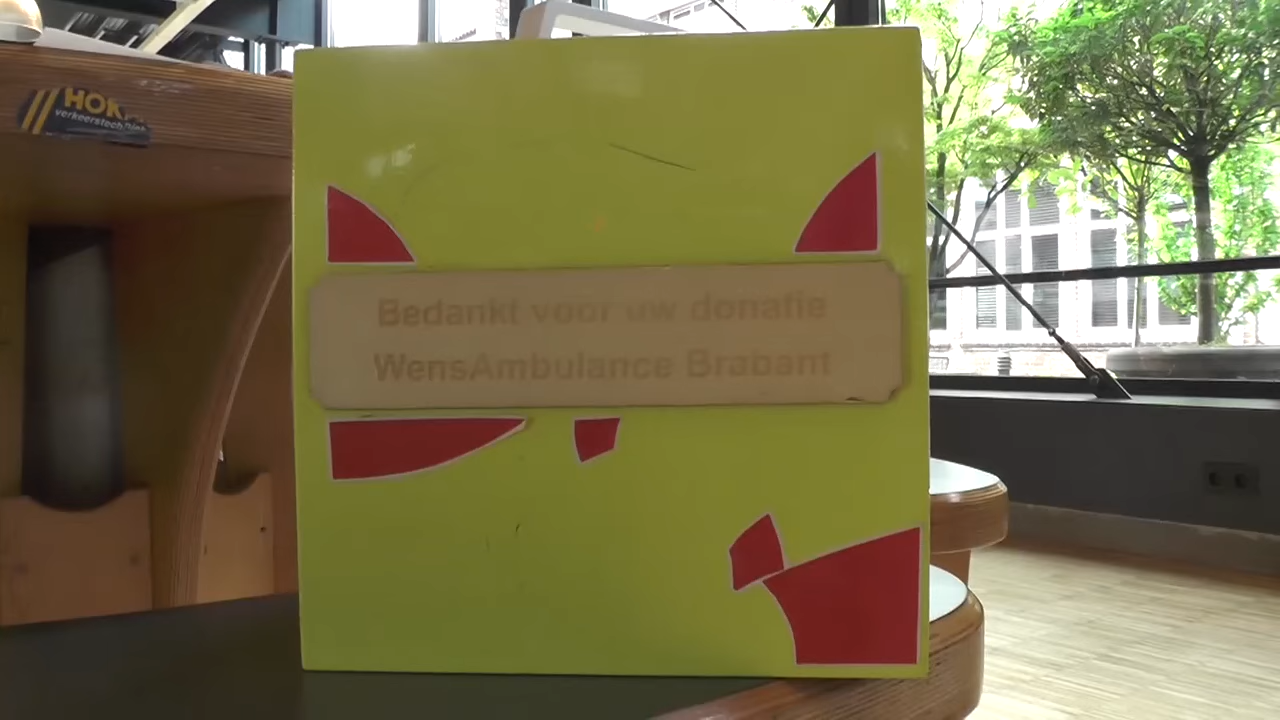 HOK
verkeerstechniek
Bedankt voor uw donatie
WensAmbulance Brabant